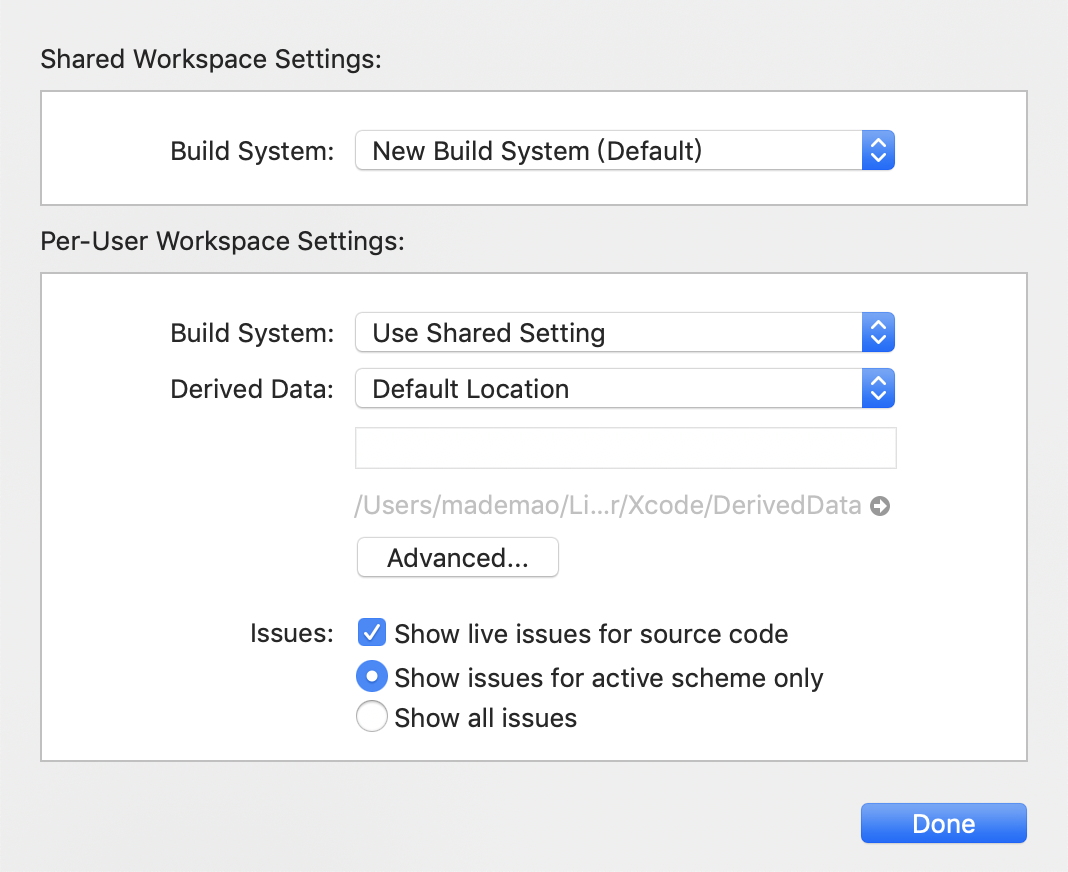 Shared Workspace Settings:
Build System: New Build System (Default)
Per-User Workspace Settings:
Build System: Use Shared Setting
Derived Data: Default Location
/Users/mademao/Li...r/Xcode/DerivedData
Advanced...
Issues: Show live issues for source code
Show issues for active scheme only
Show all issues
Done